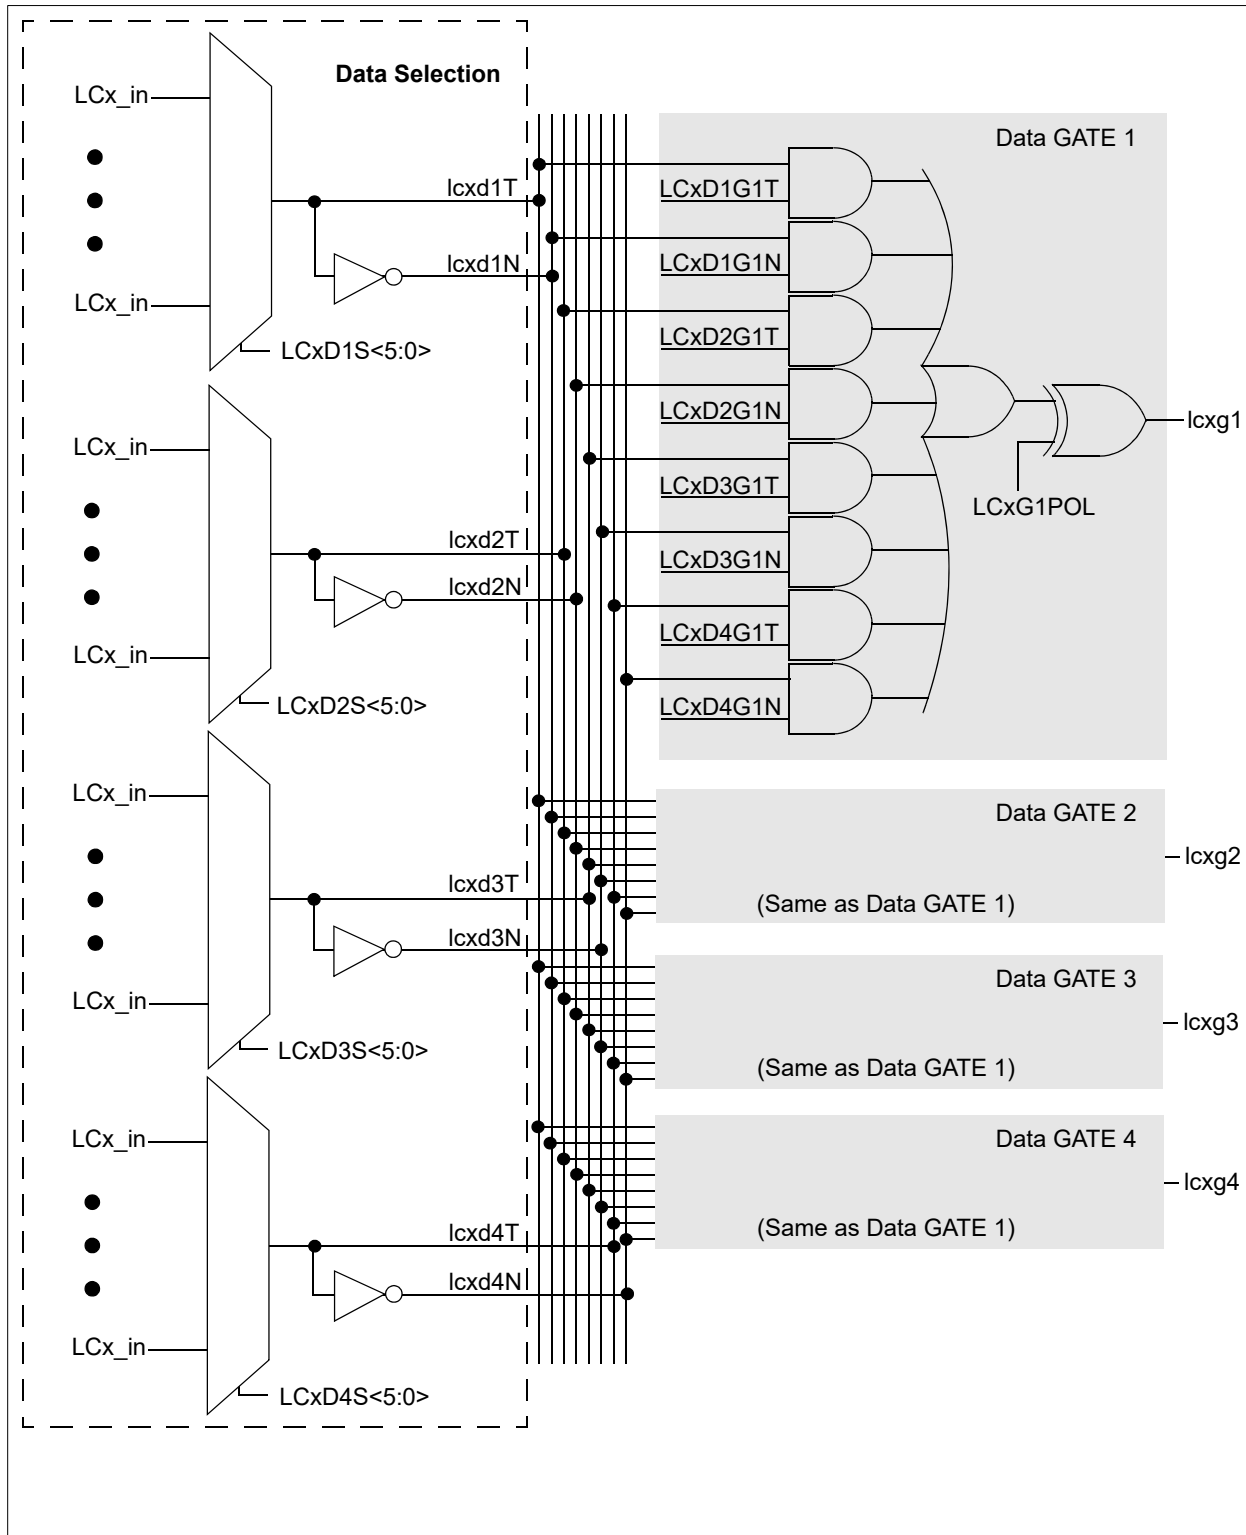 Data Selection
LCx_in
LCx_in
LCxD1S<5:0>
lcxd1T
lcxd1N
LCx_in
LCx_in
LCxD2S<5:0>
lcxd2T
lcxd2N
LCx_in
LCx_in
LCxD3S<5:0>
lcxd3T
lcxd3N
LCx_in
LCx_in
LCxD4S<5:0>
lcxd4T
lcxd4N
Data GATE 1
LCxD1G1T
LCxD1G1N
LCxD2G1T
LCxD2G1N
LCxD3G1T
LCxD3G1N
LCxD4G1T
LCxD4G1N
LCxG1POL
lcxg1
Data GATE 2
(Same as Data GATE 1)
lcxg2
Data GATE 3
(Same as Data GATE 1)
lcxg3
Data GATE 4
(Same as Data GATE 1)
lcxg4